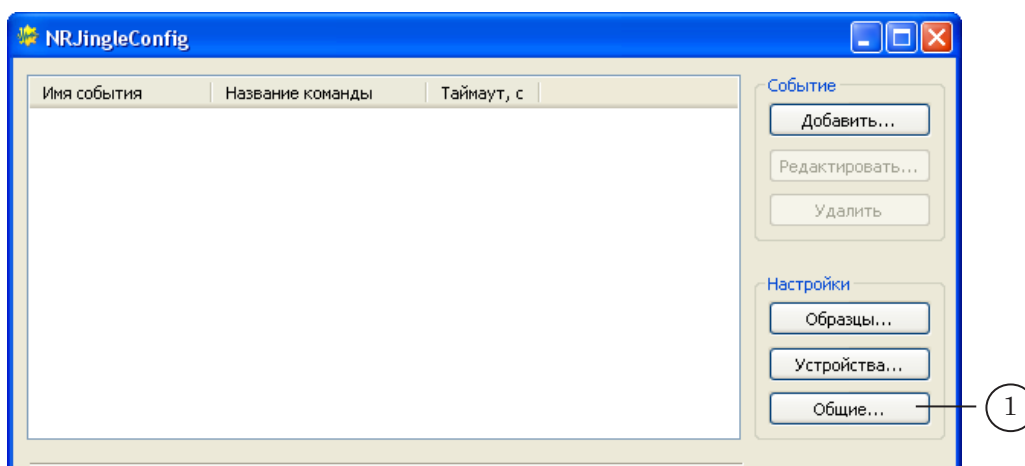 NRJingleConfig
Имя события Название команды Таймаут, с
Событие
Добавить...
Редактировать...
Удалить
Настройки
Образцы...
Устройства...
Общие...
1